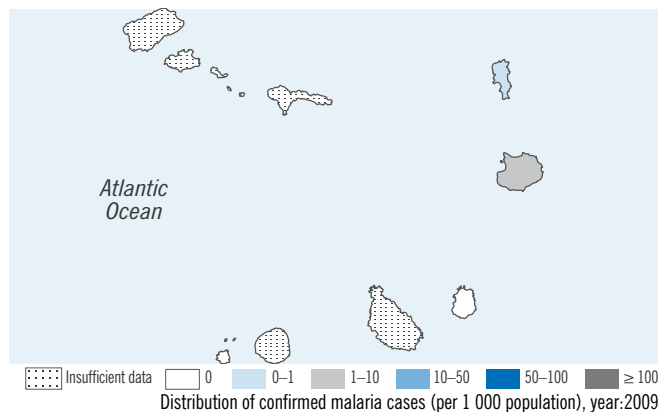 Atlantic
Ocean
Insufficient data 0 0–1 1–10 10–50 50–100 ≥ 100
Distribution of confirmed malaria cases (per 1 000 population), year:2009